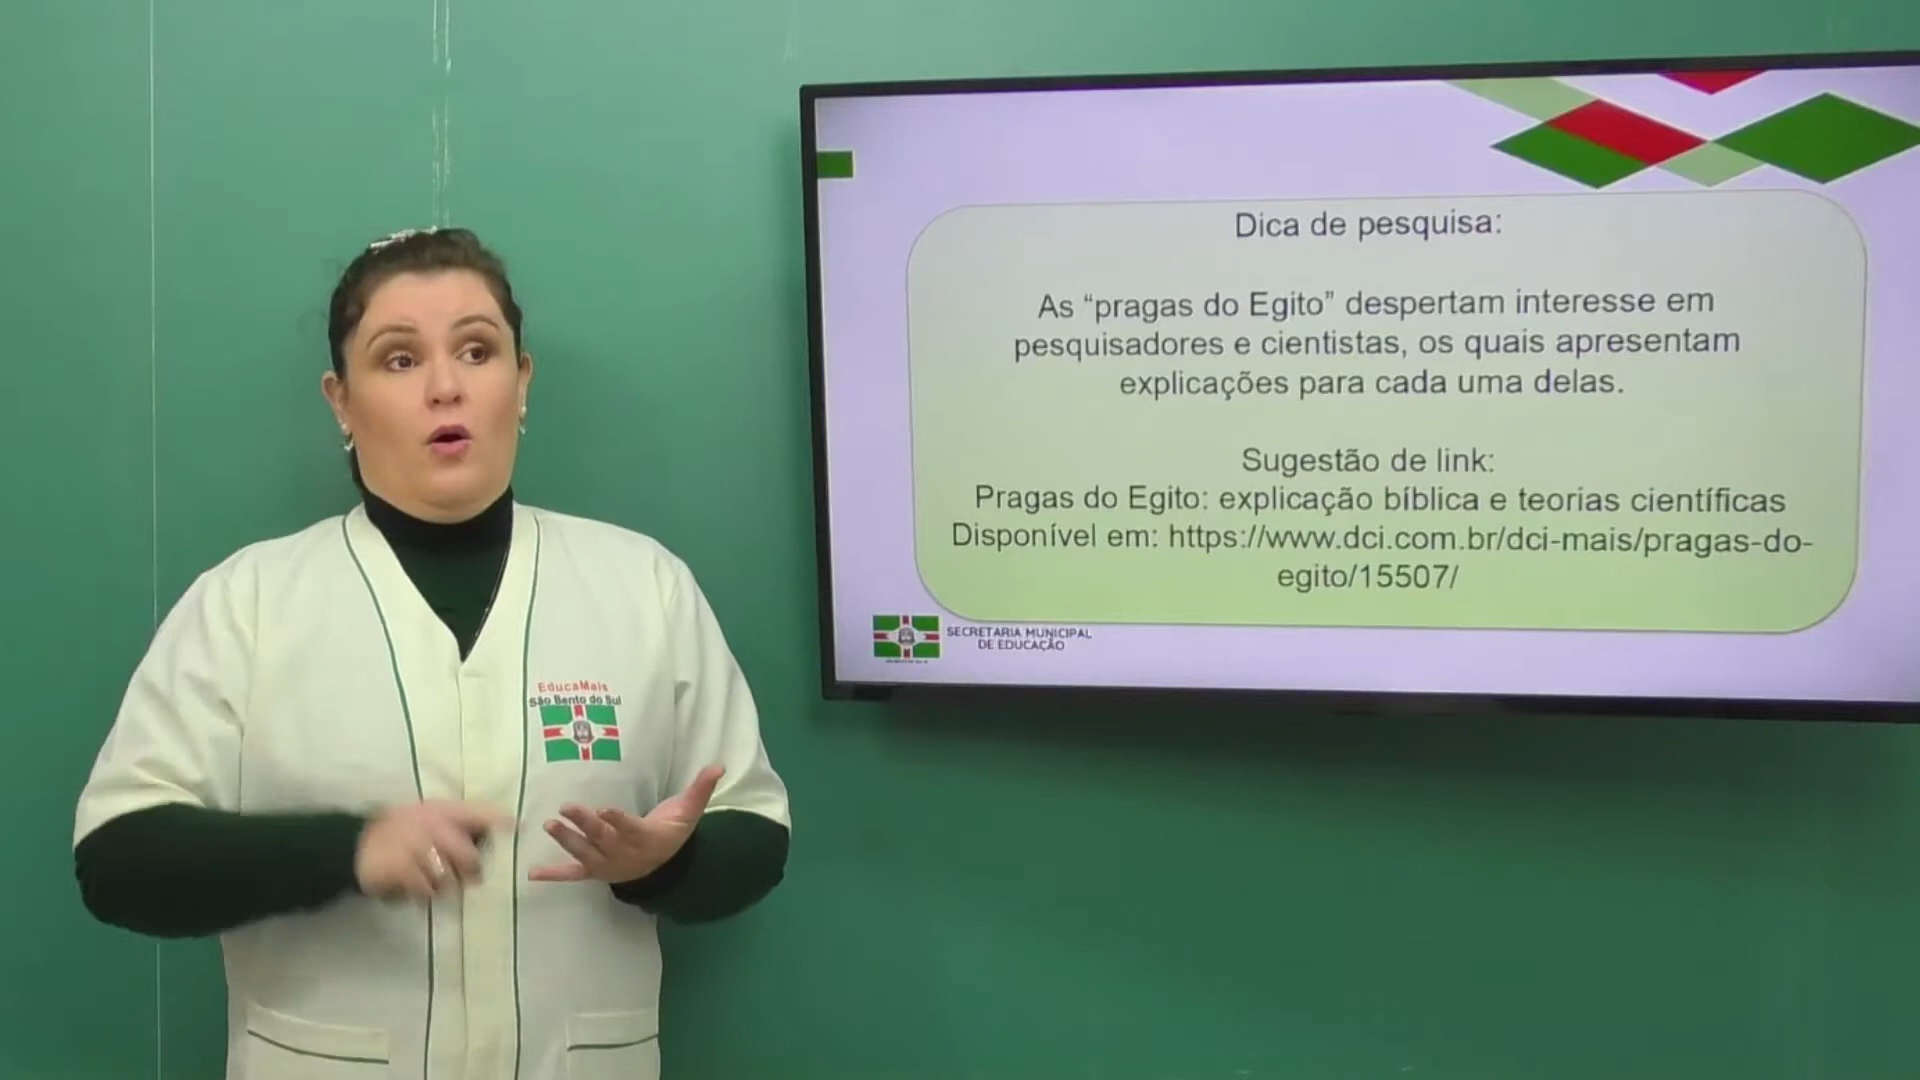 Dica de pesquisa:
As “pragas do Egito” despertam interesse em
pesquisadores e cientistas, os quais apresentam
explicações para cada uma delas.
Sugestão de link:
Pragas do Egito: explicação bíblica e teorias científicas
Disponível em: https://www.dci.com.br/dci-mais/pragas-do-
egito/15507/
SECRETARIA MUNICIPAL
DE EDUCAÇÃO
EducaMais
São Bento do Sul